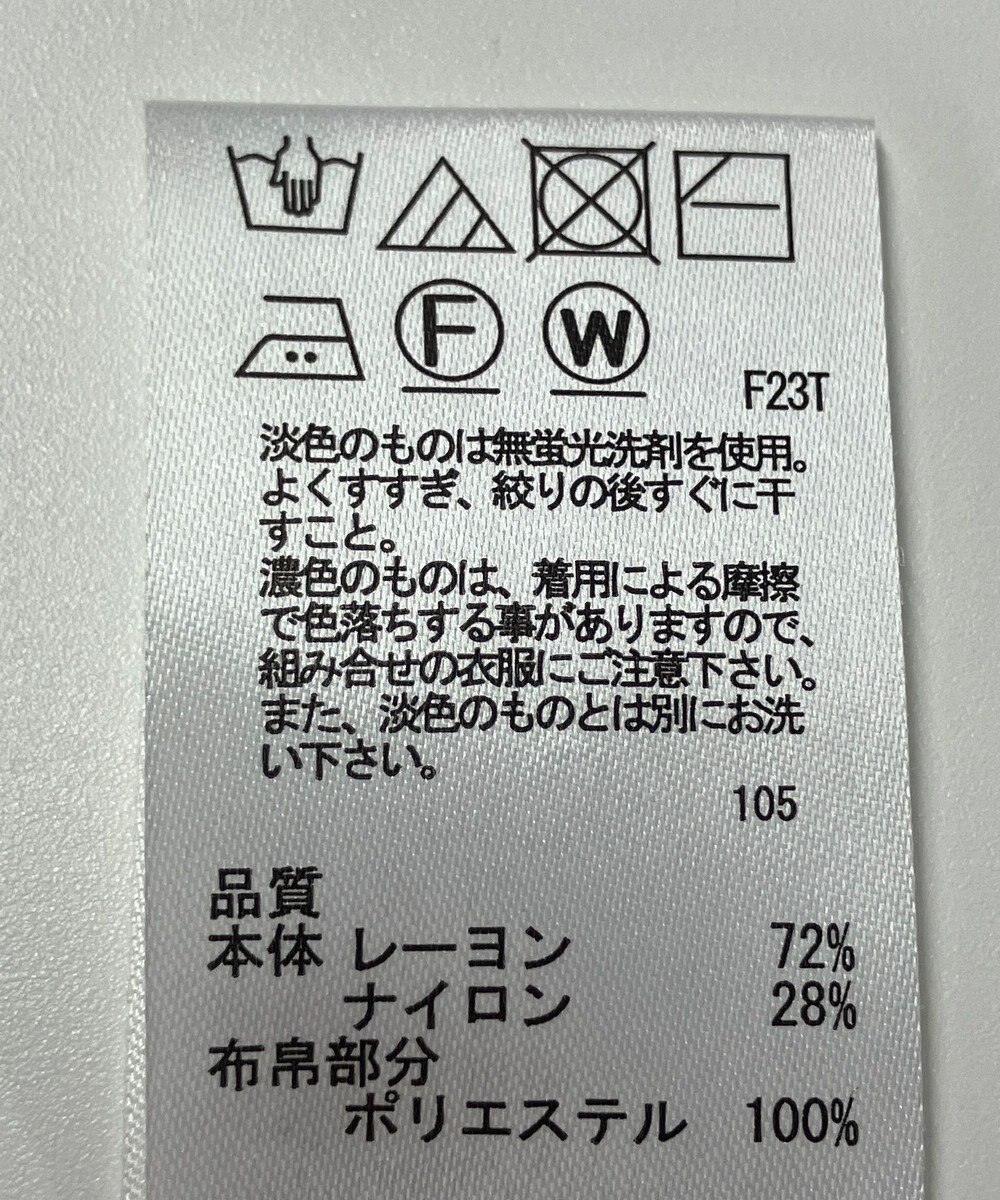 F W
F23T
淡色のものは無蛍光洗剤を使用。
よくすすぎ、絞りの後すぐに干
すこと。
濃色のものは、着用による摩擦
で色落ちする事がありますので、
組み合せの衣服にご注意下さい。
また、淡色のものとは別にお洗
い下さい。
105
品質
本体 レーヨン 72%
ナイロン 28%
布帛部分
ポリエステル 100%